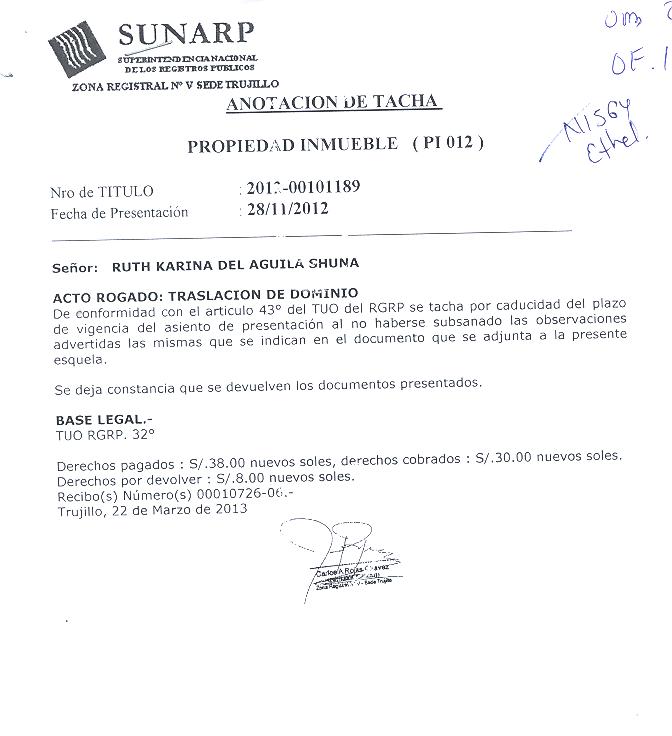 SUNARP
SUPERINTENDENCIA NACIONAL
DE LOS REGISTROS PUBLICOS
ZONA REGISTRAL Nº V SEDE TRUJILLO
ANOTACION DE TACHA
Ethel.
PROPIEDAD INMUEBLE ( PI 012 )
Nro de TITULO : 2012-00101189
Fecha de Presentación : 28/11/2012
Señor: RUTH KARINA DEL AGUILA SHUNA
ACTO ROGADO: TRASLACION DE DOMINIO
De conformidad con el articulo 43º del TUO del RGRP se tacha por caducidad del plazo
de vigencia del asiento de presentación al no haberse subsanado las observaciones
advertidas las mismas que se indican en el documento que se adjunta a la presente
esquela.
Se deja constancia que se devuelven los documentos presentados.
BASE LEGAL.-
TUO RGRP. 32º
Derechos pagados : S/.38.00 nuevos soles, derechos cobrados : S/.30.00 nuevos soles.
Derechos por devolver : S/.8.00 nuevos soles.
Recibo(s) Número(s) 00010726-06.-
Trujillo, 22 de Marzo de 2013
Carlos A Rojas Chavez
Zona Registral N° V - Sede Trujillo